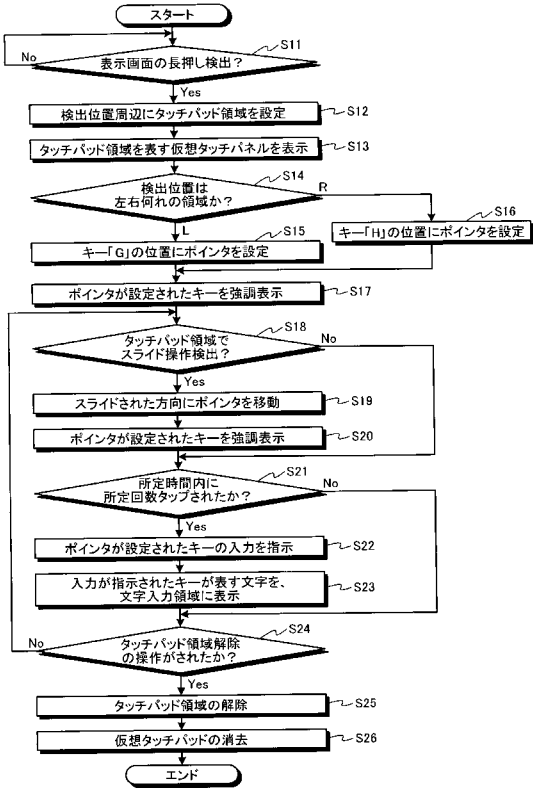 スタート
S11
表示画面の長押し検出？
No
Yes
検出位置周辺にタッチパッド領域を設定
S12
タッチパッド領域を表す仮想タッチパネルを表示
S13
S14
検出位置は
左右何れの領域か？
R
L
S15
キー「G」の位置にポインタを設定
S16
キー「H」の位置にポインタを設定
ポインタが設定されたキーを強調表示
S17
S18
タッチパッド領域で
スライド操作検出？
No
Yes
スライドされた方向にポインタを移動
S19
ポインタが設定されたキーを強調表示
S20
S21
所定時間内に
所定回数タップされたか？
No
Yes
ポインタが設定されたキーの入力を指示
S22
入力が指示されたキーが表す文字を、
文字入力領域に表示
S23
S24
タッチパッド領域解除
の操作がされたか？
No
Yes
タッチパッド領域の解除
S25
仮想タッチパッドの消去
S26
エンド